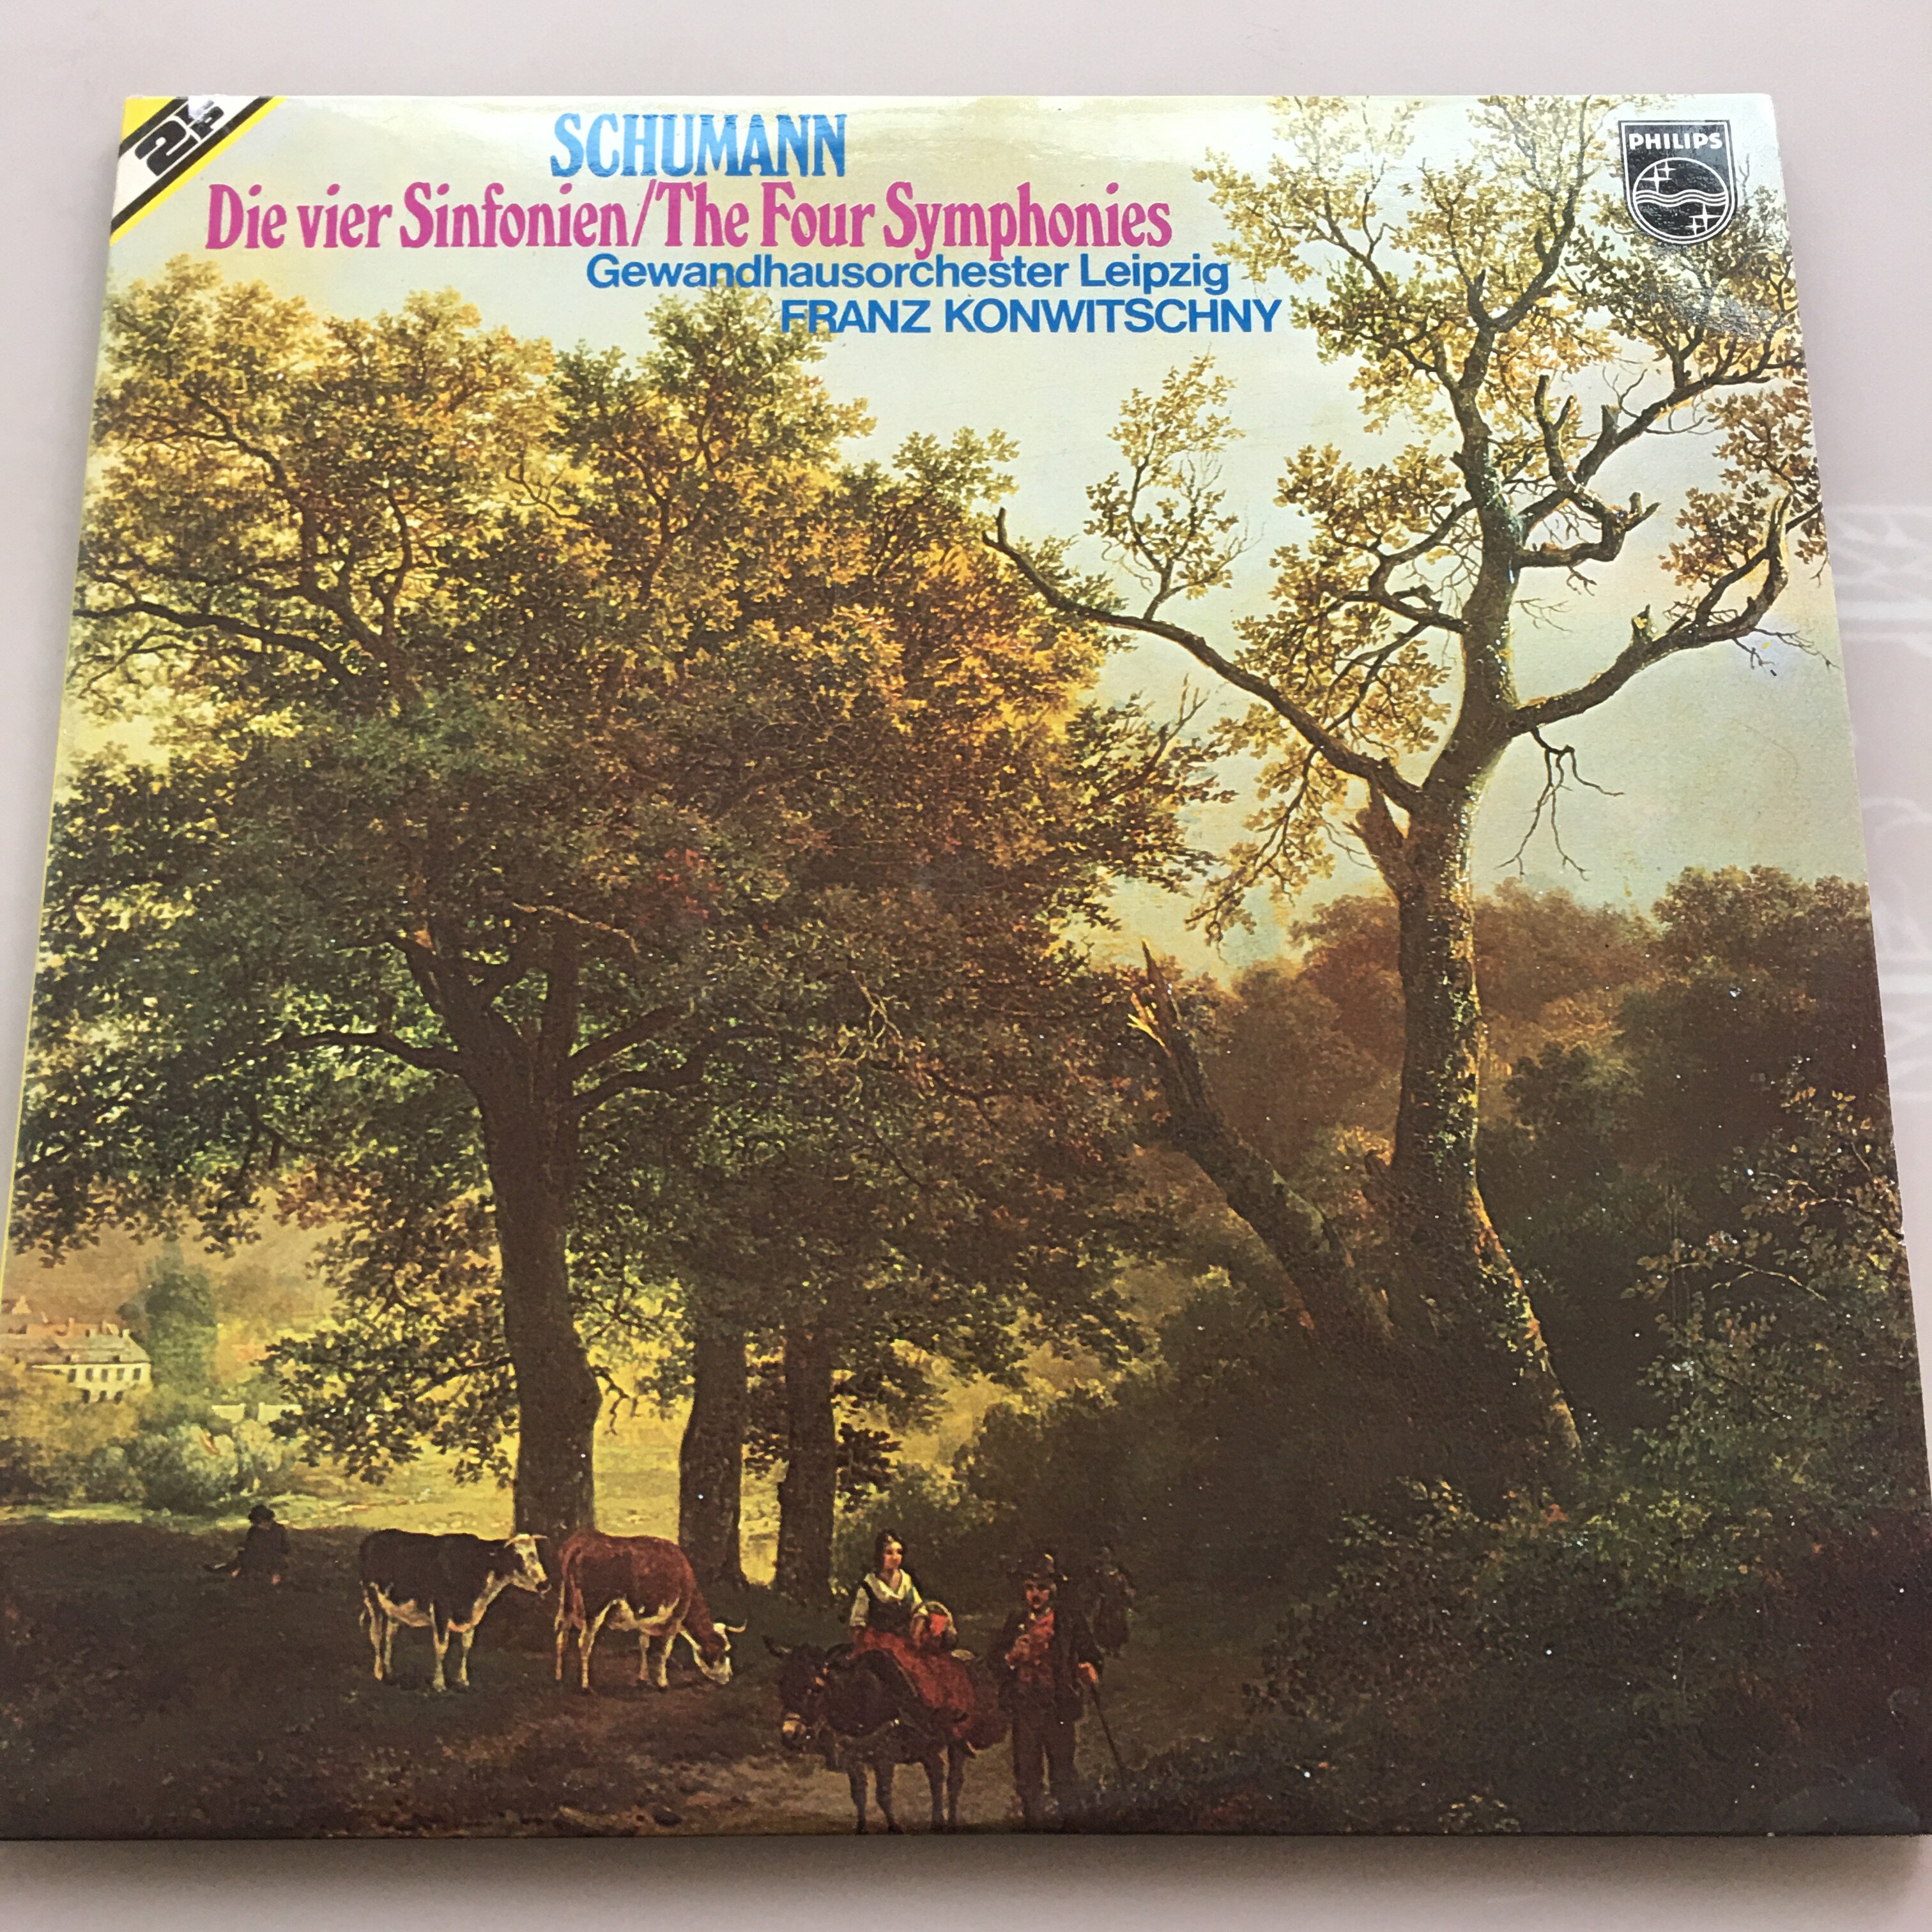 SCHUMANN
Die vier Sinfonien/The Four Symphonies
Gewandhausorchester Leipzig
FRANZ KONWITSCHNY
PHILIPS